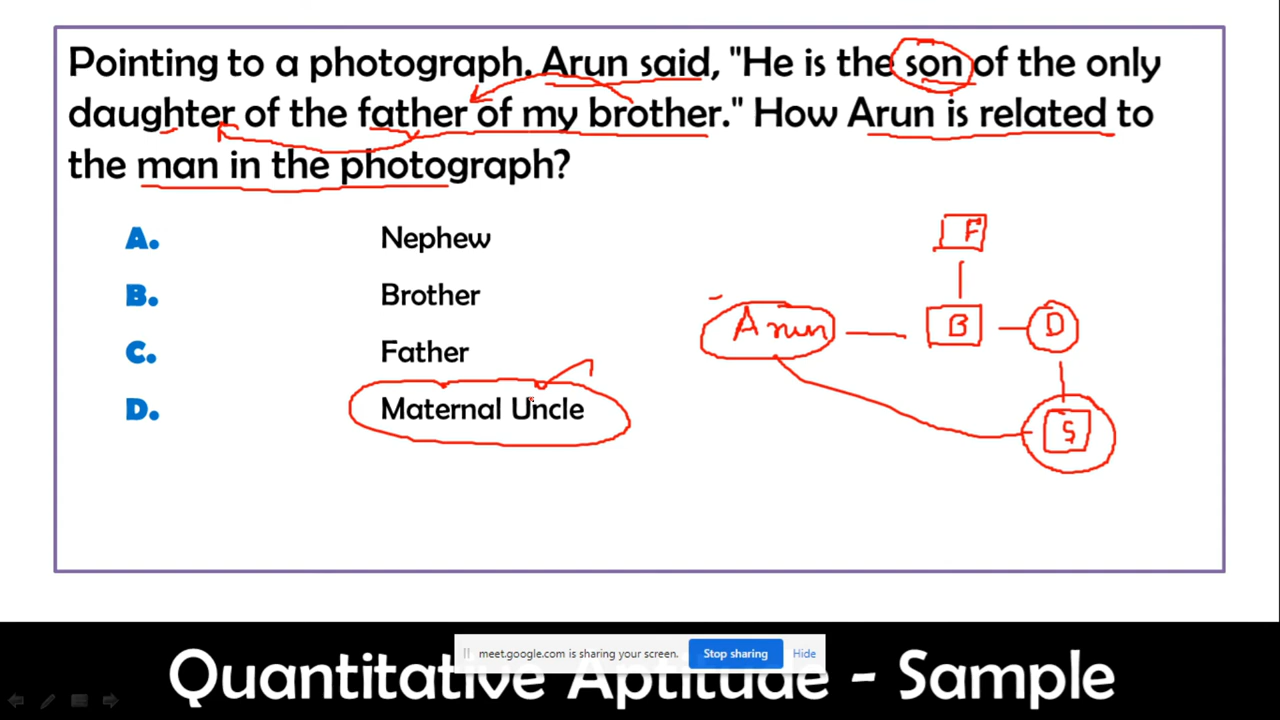 Pointing to a photograph. Arun said, "He is the son of the only
daughter of the father of my brother." How Arun is related to
the man in the photograph?
A. Nephew
B. Brother
C. Father
D. Maternal Uncle
F
Arun B D
S
meet.google.com is sharing your screen. Stop sharing Hide
Quantitative Aptitude - Sample